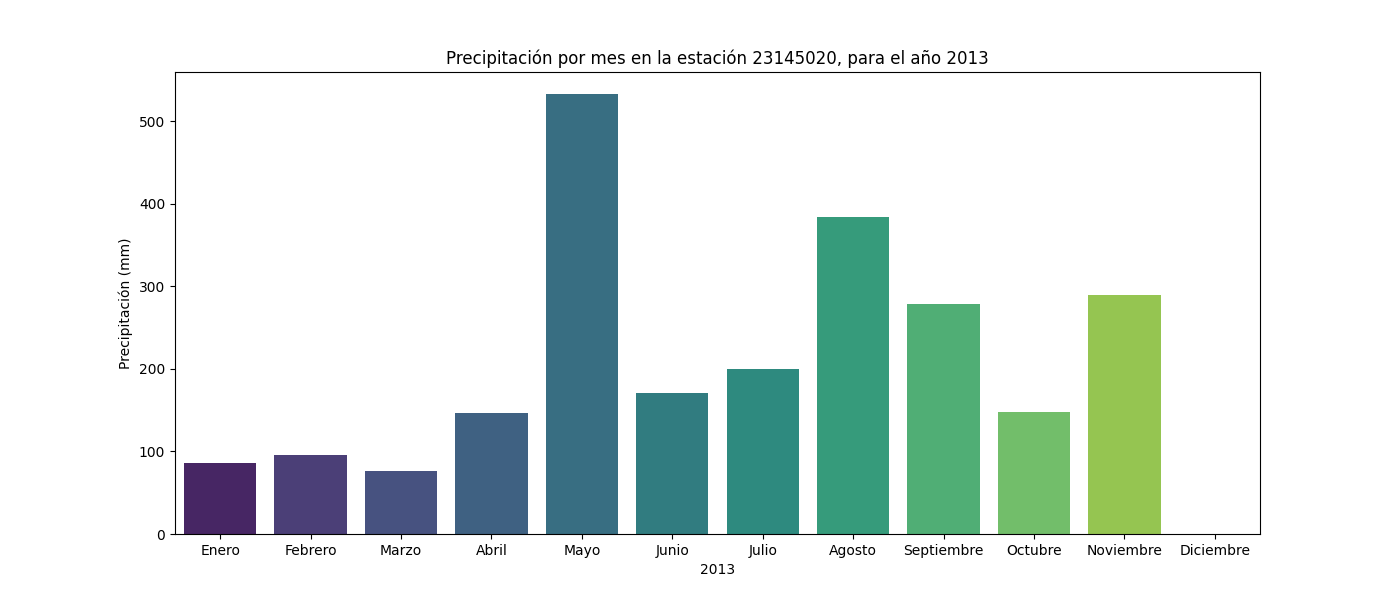 Precipitación por mes en la estación 23145020, para el año 2013
Precipitación (mm)
500
400
300
200
100
0
Enero Febrero Marzo Abril Mayo Junio Julio Agosto Septiembre Octubre Noviembre Diciembre
2013